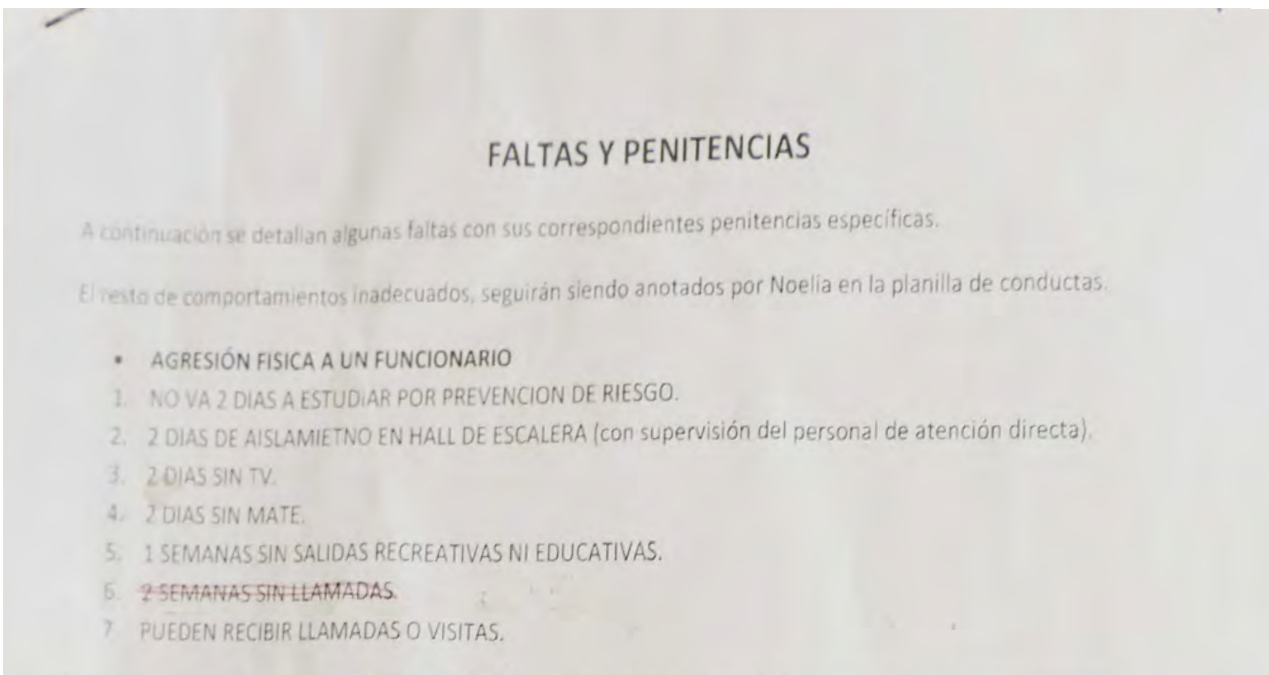 FALTAS Y PENITENCIAS
A continuación se detallan algunas faltas con sus correspondientes penitencias específicas.
El resto de comportamientos inadecuados, seguirán siendo anotados por Noelia en la planilla de conductas.
• AGRESIÓN FISICA A UN FUNCIONARIO
1. NO VA 2 DIAS A ESTUDIAR POR PREVENCION DE RIESGO.
2. 2 DIAS DE AISLAMIETNO EN HALL DE ESCALERA (con supervisión del personal de atención directa).
3. 2 DIAS SIN TV.
4. 2 DIAS SIN MATE.
5. 1 SEMANAS SIN SALIDAS RECREATIVAS NI EDUCATIVAS.
6. 2 SEMANAS SIN LLAMADAS.
7. PUEDEN RECIBIR LLAMADAS O VISITAS.